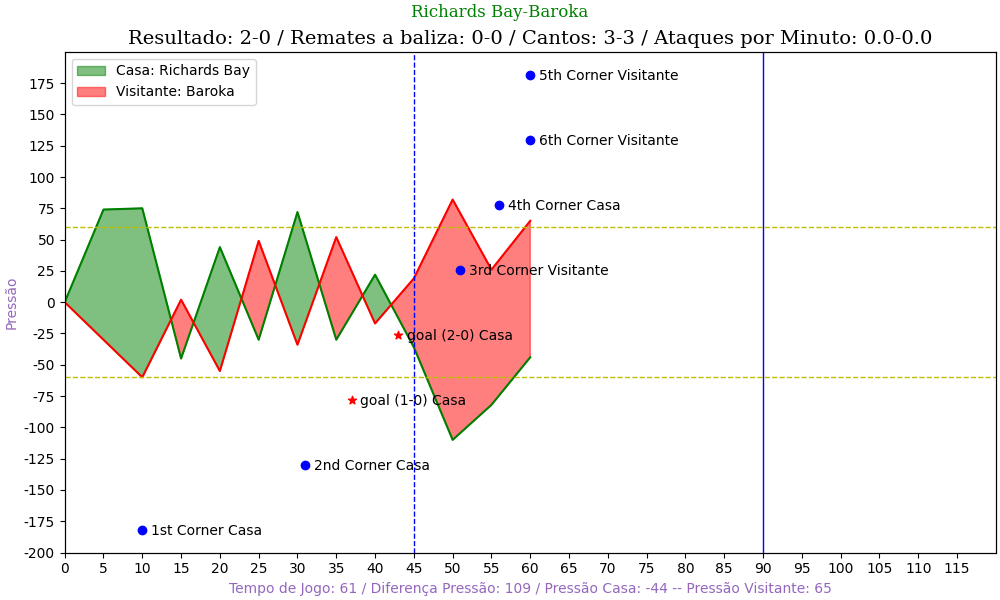 Richards Bay-Baroka
Resultado: 2-0 / Remates a baliza: 0-0 / Cantos: 3-3 / Ataques por Minuto: 0.0-0.0
Casa: Richards Bay
Visitante: Baroka
5th Corner Visitante
6th Corner Visitante
4th Corner Casa
3rd Corner Visitante
goal (2-0) Casa
goal (1-0) Casa
2nd Corner Casa
1st Corner Casa
Pressão
175
150
125
100
75
50
25
0
-25
-50
-75
-100
-125
-150
-175
-200
0 5 10 15 20 25 30 35 40 45 50 55 60 65 70 75 80 85 90 95 100 105 110 115
Tempo de Jogo: 61 / Diferença Pressão: 109 / Pressão Casa: -44 -- Pressão Visitante: 65